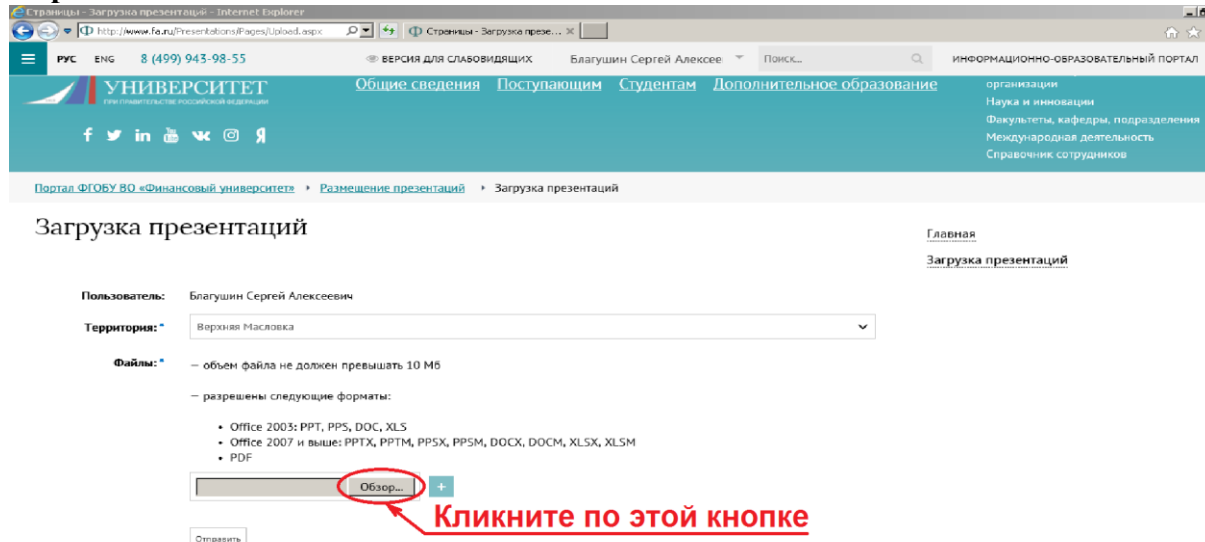 Страницы - Загрузка презентаций - Internet Explorer
http://www.fa.ru/Presentations/Pages/Upload.aspx
Страницы - Загрузка презе...
РУС ENG 8 (499) 943-98-55 ВЕРСИЯ ДЛЯ СЛАБОВИДЯЩИХ Благушин Сергей Алексее Поиск... ИНФОРМАЦИОННО-ОБРАЗОВАТЕЛЬНЫЙ ПОРТАЛ
УНИВЕРСИТЕТ
ПРИ ПРАВИТЕЛЬСТВЕ РОССИЙСКОЙ ФЕДЕРАЦИИ
Общие сведения Поступающим Студентам Дополнительное образование
организации
Наука и инновации
Факультеты, кафедры, подразделения
Международная деятельность
Справочник сотрудников
Портал ФГОБУ ВО «Финансовый университет» Размещение презентаций Загрузка презентаций
Загрузка презентаций
Главная
Загрузка презентаций
Пользователь: Благушин Сергей Алексеевич
Территория: * Верхняя Масловка
Файлы: * — объем файла не должен превышать 10 Мб
— разрешены следующие форматы:
• Office 2003: PPT, PPS, DOC, XLS
• Office 2007 и выше: PPTX, PPTM, PPSX, PPSM, DOCX, DOCM, XLSX, XLSM
• PDF
Обзор... +
Кликните по этой кнопке
Отправить